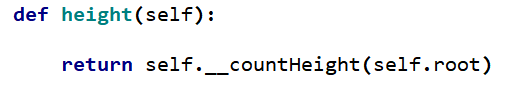 def height(self):
    return self.__countHeight(self.root)